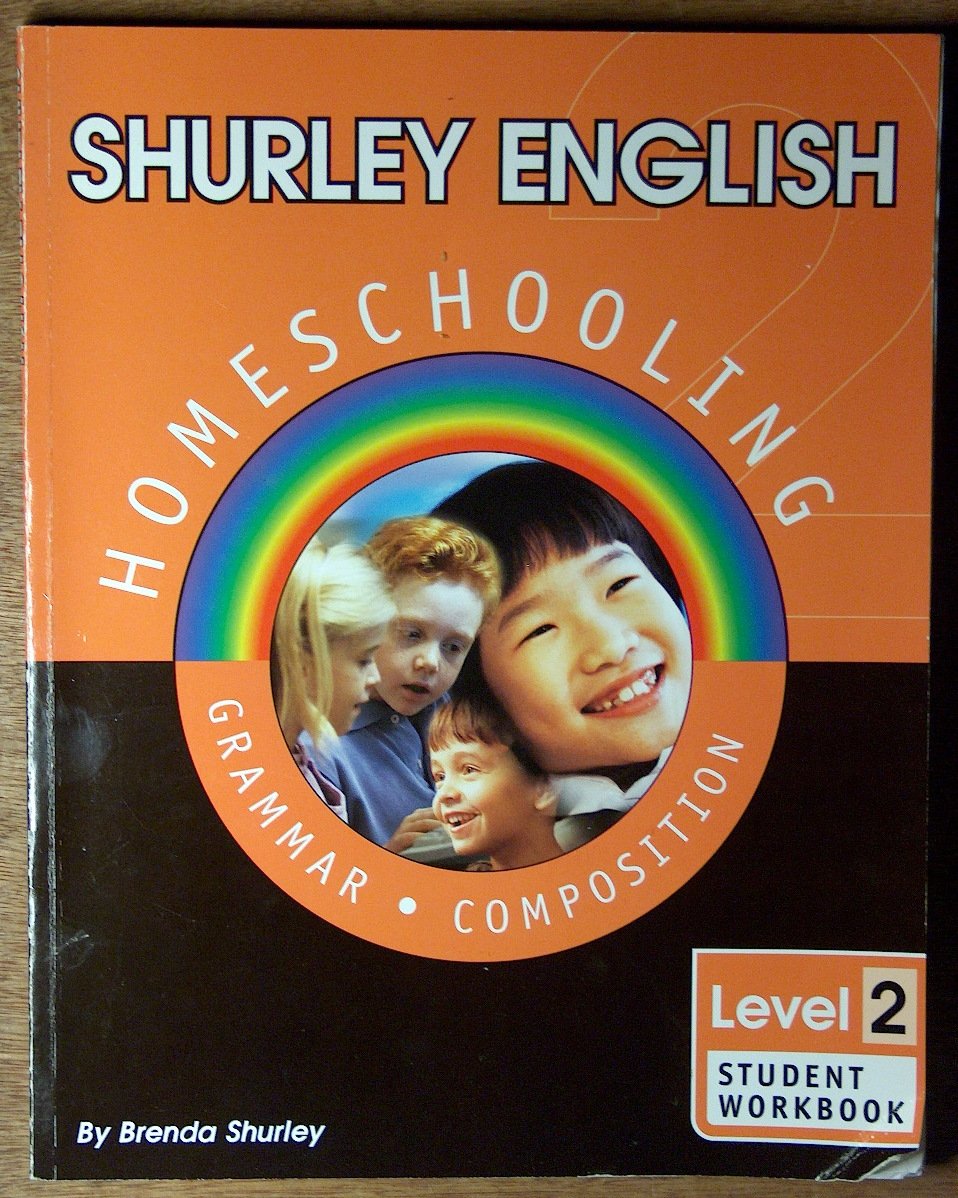 SHURLEY ENGLISH
HOMESCHOOLING
GRAMMAR • COMPOSITION
Level 2
STUDENT
WORKBOOK
By Brenda Shurley